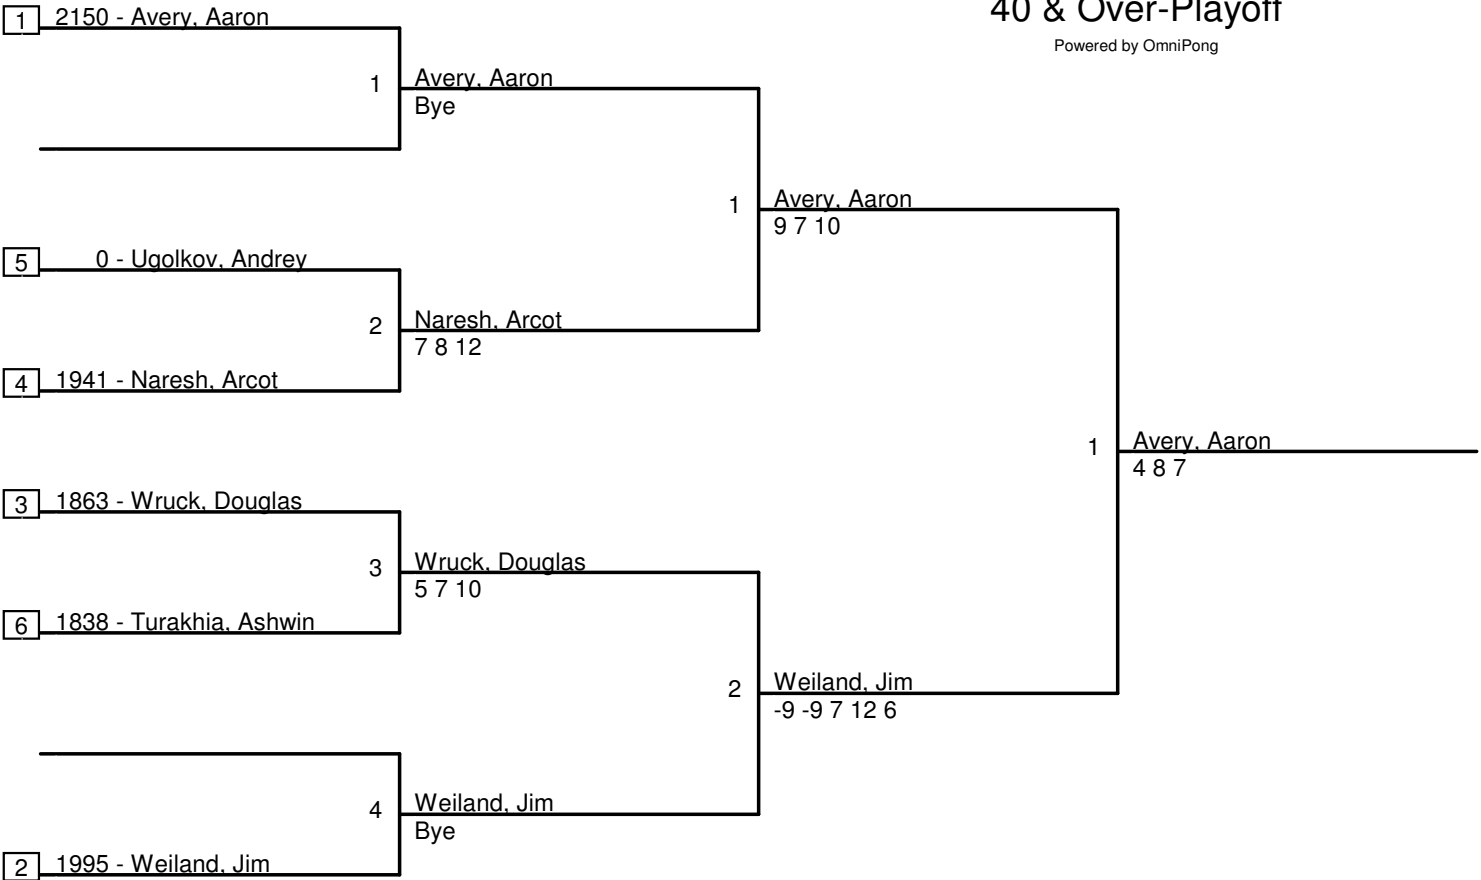 40 & Over-Playoff
Powered by OmniPong
1 2150 - Avery, Aaron
1 Avery, Aaron
Bye
1 Avery, Aaron
9 7 10
5 0 - Ugolkov, Andrey
2 Naresh, Arcot
7 8 12
4 1941 - Naresh, Arcot
1 Avery, Aaron
4 8 7
3 1863 - Wruck, Douglas
3 Wruck, Douglas
5 7 10
6 1838 - Turakhia, Ashwin
2 Weiland, Jim
-9 -9 7 12 6
4 Weiland, Jim
Bye
2 1995 - Weiland, Jim